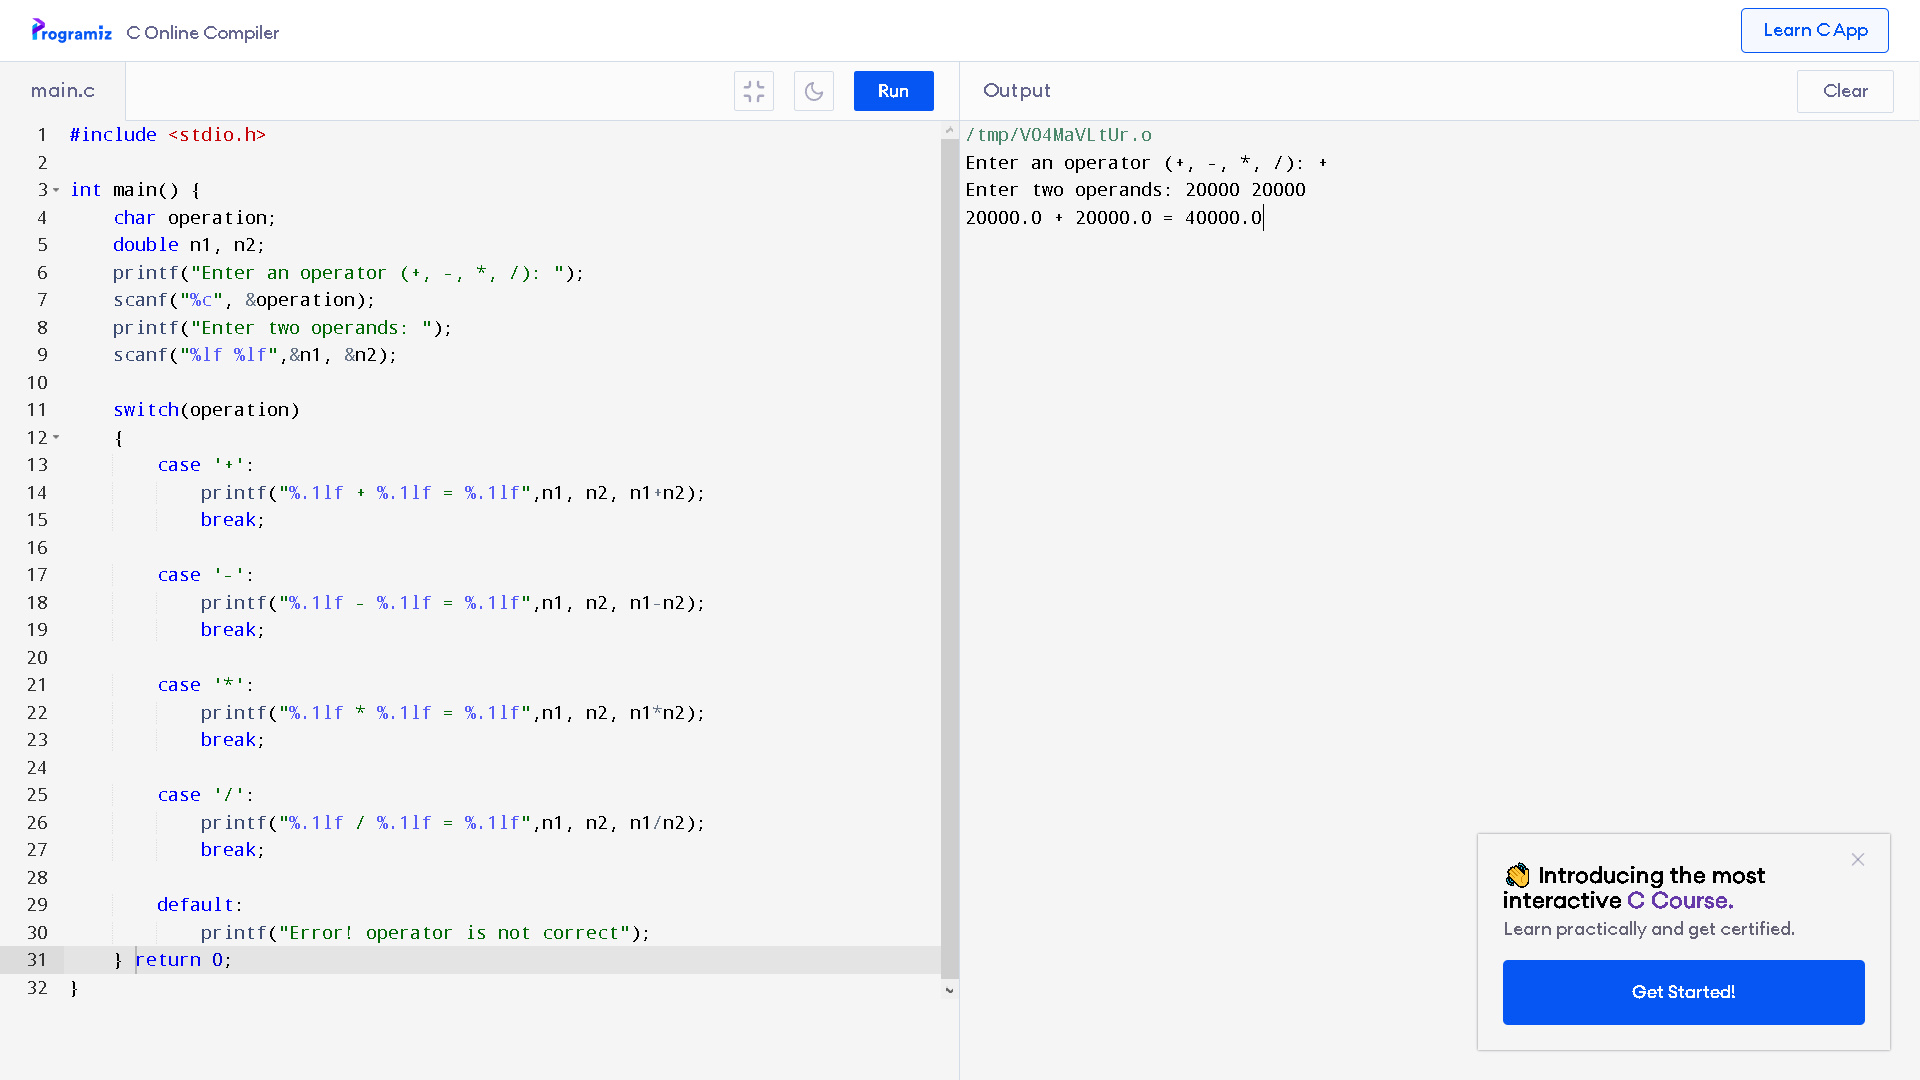 Programiz C Online Compiler
Learn C App
main.c
Run
Output
Clear
1 #include <stdio.h>
2
3 int main() {
4     char operation;
5     double n1, n2;
6     printf("Enter an operator (+, -, *, /): ");
7     scanf("%c", &operation);
8     printf("Enter two operands: ");
9     scanf("%lf %lf",&n1, &n2);
10
11     switch(operation)
12     {
13         case '+':
14             printf("%.1lf + %.1lf = %.1lf",n1, n2, n1+n2);
15             break;
16
17         case '-':
18             printf("%.1lf - %.1lf = %.1lf",n1, n2, n1-n2);
19             break;
20
21         case '*':
22             printf("%.1lf * %.1lf = %.1lf",n1, n2, n1*n2);
23             break;
24
25         case '/':
26             printf("%.1lf / %.1lf = %.1lf",n1, n2, n1/n2);
27             break;
28
29         default:
30             printf("Error! operator is not correct");
31     } return 0;
32 }
/tmp/VO4MaVLtUr.o
Enter an operator (+, -, *, /): +
Enter two operands: 20000 20000
20000.0 + 20000.0 = 40000.0
👏 Introducing the most
interactive C Course.
Learn practically and get certified.
Get Started!